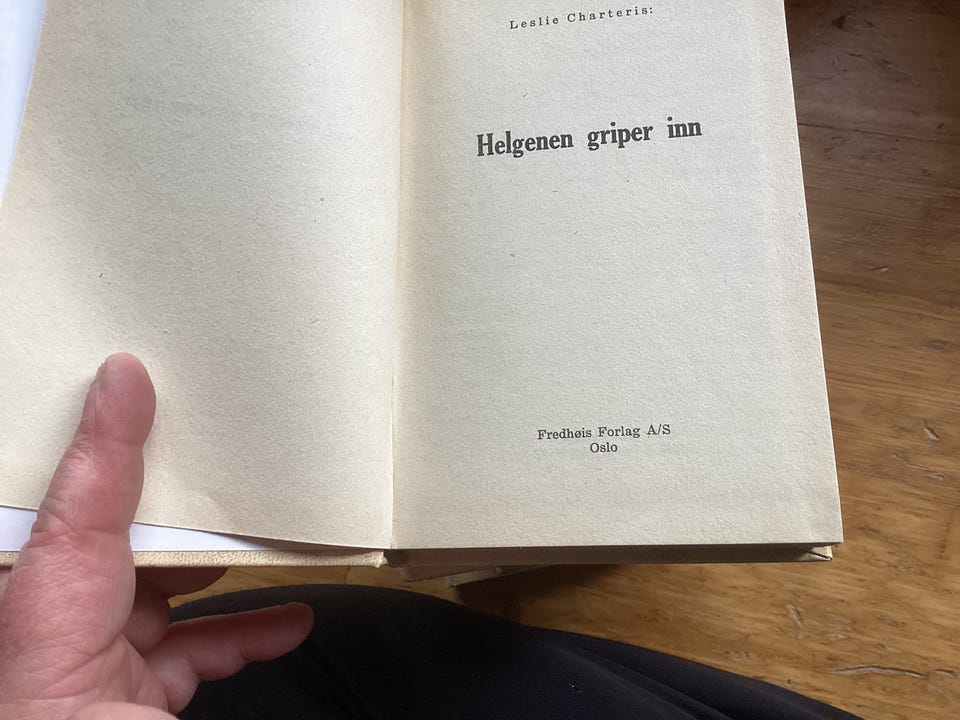 Leslie Charteris:
Helgenen griper inn
Fredhøis Forlag A/S
Oslo